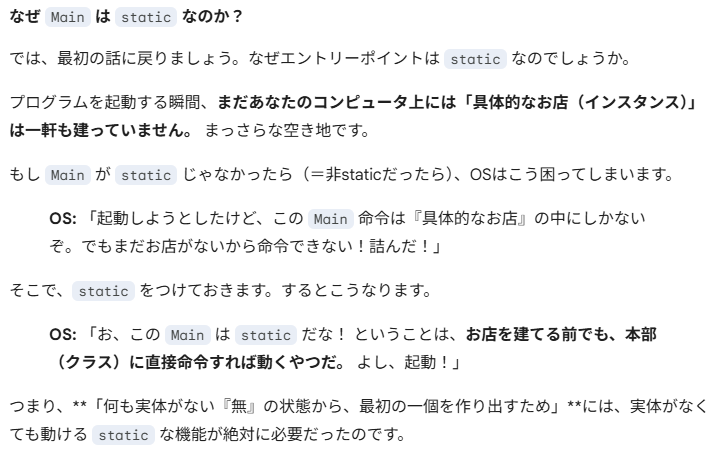 なぜ Main は static なのか？
では、最初の話に戻りましょう。なぜエントリーポイントは static なのでしょうか。
プログラムを起動する瞬間、まだあなたのコンピュータ上には「具体的なお店（インスタンス）」
は一軒も建っていません。 まっさらな空き地です。
もし Main が static じゃなかったら（＝非staticだったら）、OSはこう困ってしまいます。
OS: 「起動しようとしたけど、この Main 命令は『具体的なお店』の中にしかない
ぞ。でもまだお店がないから命令できない！詰んだ！」
そこで、 static をつけておきます。するとこうなります。
OS: 「お、この Main は static だな！ ということは、お店を建てる前でも、本部
（クラス）に直接命令すれば動くやつだ。 よし、起動！」
つまり、**「何も実体がない『無』の状態から、最初の一個を作り出すため」**には、実体がなく
ても動ける static な機能が絶対に必要だったのです。